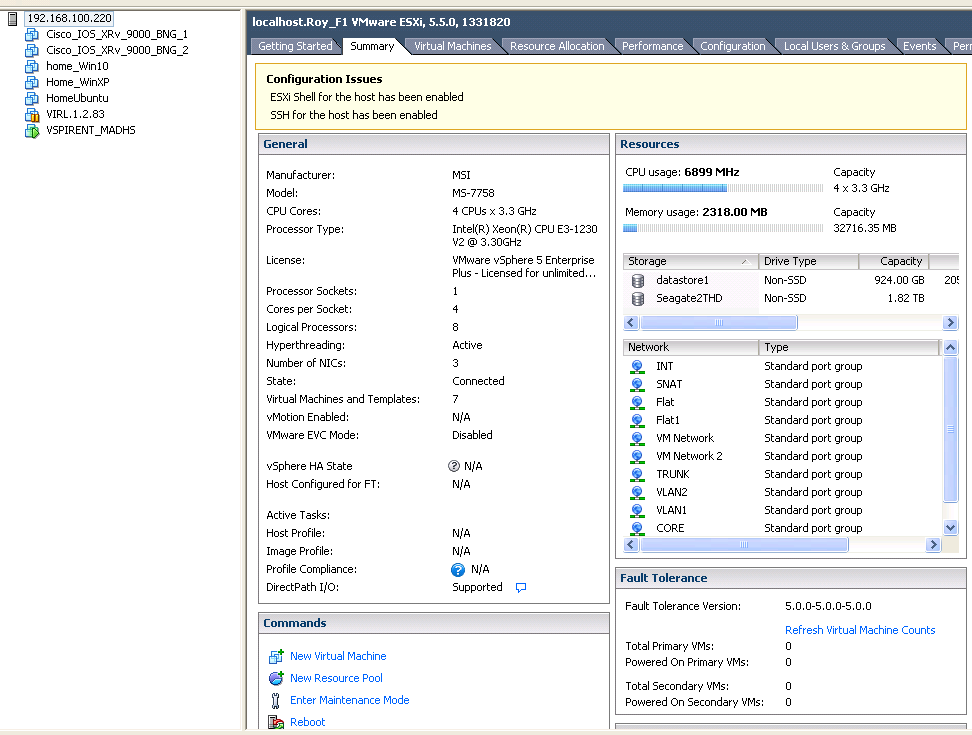 192.168.100.220
Cisco_IOS_XRv_9000_BNG_1
Cisco_IOS_XRv_9000_BNG_2
home_Win10
Home_WinXP
HomeUbuntu
VIRL.1.2.83
VSPIRENT_MADHS
localhost.Roy_F1 VMware ESXi, 5.5.0, 1331820
Getting Started Summary Virtual Machines Resource Allocation Performance Configuration Local Users & Groups Events Perr
Configuration Issues
ESXi Shell for the host has been enabled
SSH for the host has been enabled
General
Manufacturer: MSI
Model: MS-7758
CPU Cores: 4 CPUs x 3.3 GHz
Processor Type: Intel(R) Xeon(R) CPU E3-1230
V2 @ 3.30GHz
License: VMware vSphere 5 Enterprise
Plus - Licensed for unlimited...
Processor Sockets: 1
Cores per Socket: 4
Logical Processors: 8
Hyperthreading: Active
Number of NICs: 3
State: Connected
Virtual Machines and Templates: 7
vMotion Enabled: N/A
VMware EVC Mode: Disabled
vSphere HA State N/A
Host Configured for FT: N/A
Active Tasks:
Host Profile: N/A
Image Profile: N/A
Profile Compliance: N/A
DirectPath I/O: Supported
Commands
New Virtual Machine
New Resource Pool
Enter Maintenance Mode
Reboot
Resources
CPU usage: 6899 MHz Capacity
4 x 3.3 GHz
Memory usage: 2318.00 MB Capacity
32716.35 MB
Storage Drive Type Capacity
datastore1 Non-SSD 924.00 GB 205
Seagate2THD Non-SSD 1.82 TB
Network Type
INT Standard port group
SNAT Standard port group
Flat Standard port group
Flat1 Standard port group
VM Network Standard port group
VM Network 2 Standard port group
TRUNK Standard port group
VLAN2 Standard port group
VLAN1 Standard port group
CORE Standard port group
Fault Tolerance
Fault Tolerance Version: 5.0.0-5.0.0-5.0.0
Refresh Virtual Machine Counts
Total Primary VMs: 0
Powered On Primary VMs: 0
Total Secondary VMs: 0
Powered On Secondary VMs: 0